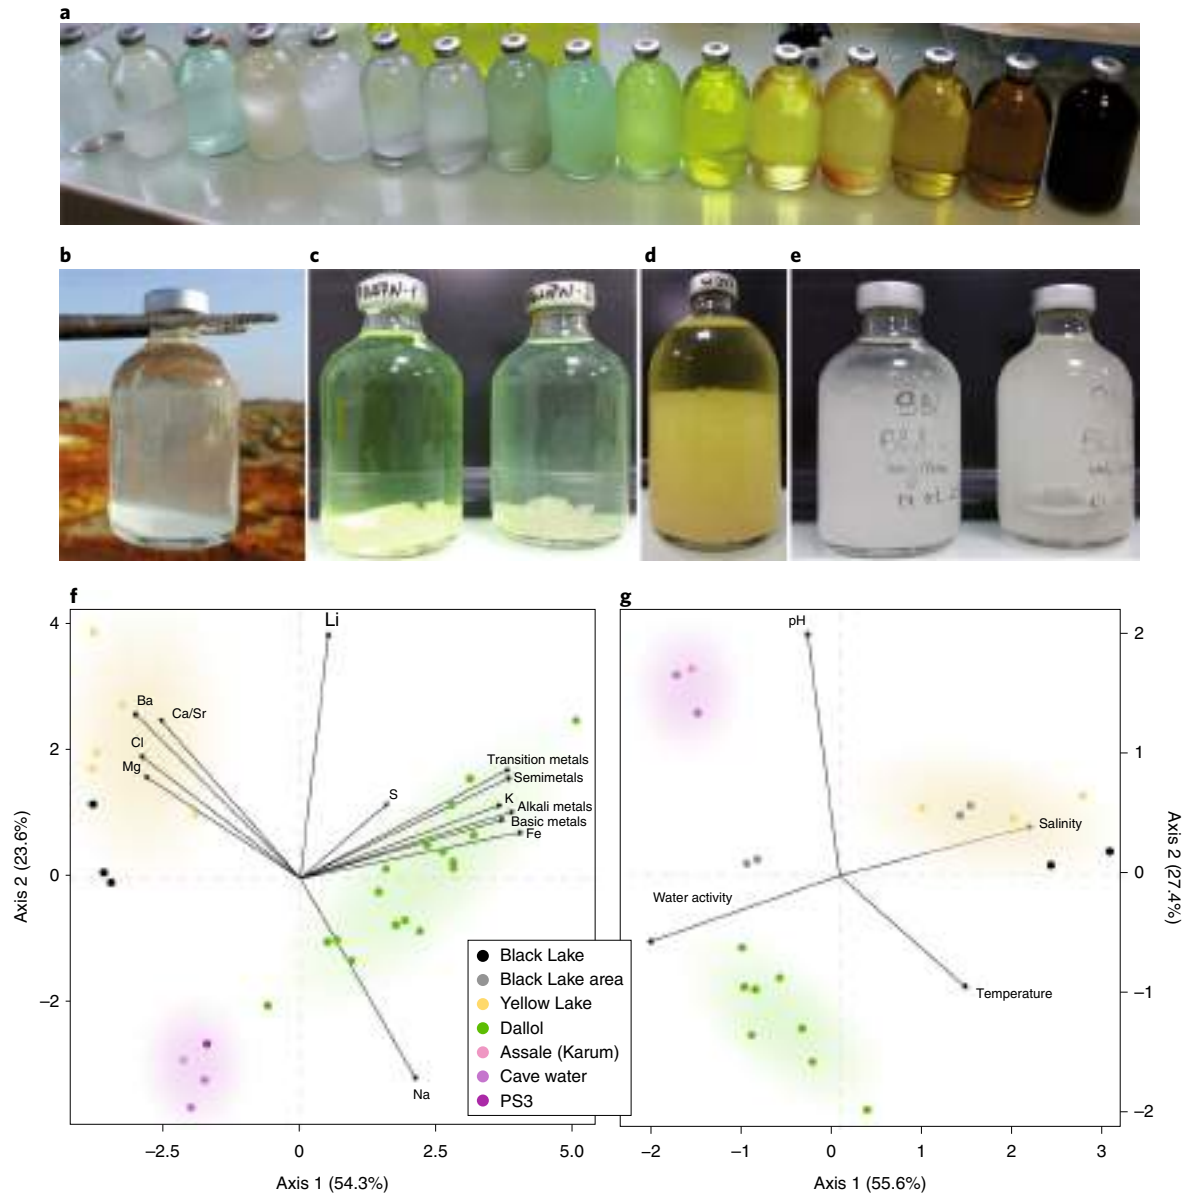 a
b
c
d
e
f
g
4
2
0
−2
Axis 2 (23.6%)
Li
Ba
Ca/Sr
Cl
Mg
S
Transition metals
Semimetals
K
Alkali metals
Basic metals
Fe
Na
−2.5
0
2.5
5.0
Axis 1 (54.3%)
Black Lake
Black Lake area
Yellow Lake
Dallol
Assale (Karum)
Cave water
PS3
pH
Salinity
Water activity
Temperature
2
1
0
−1
−2
Axis 2 (27.4%)
−2
−1
0
1
2
3
Axis 1 (55.6%)